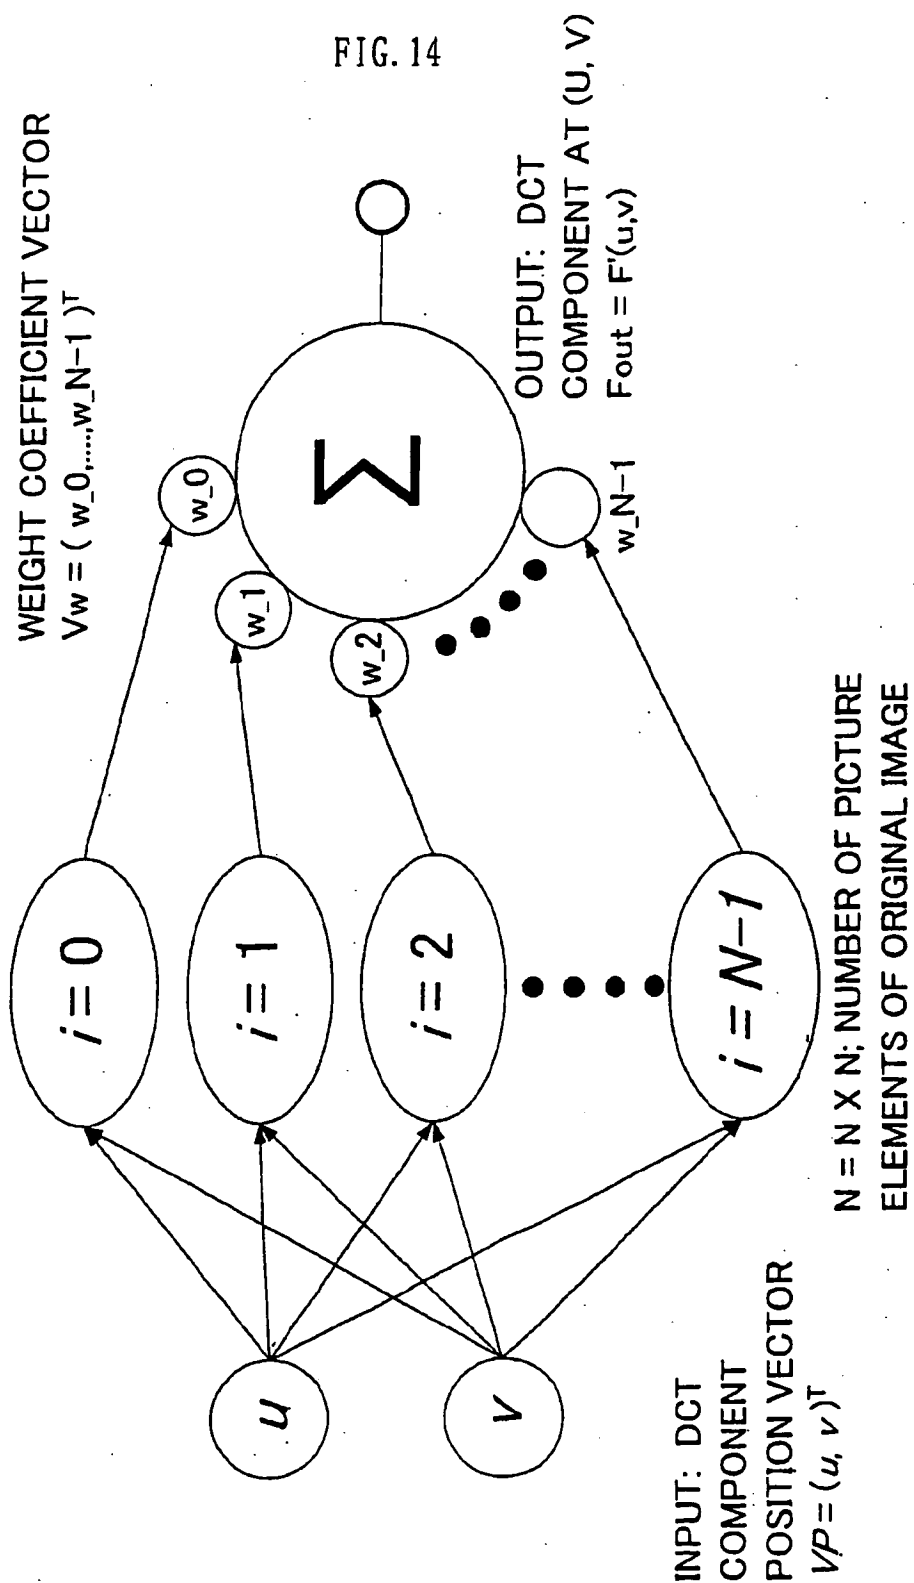 FIG. 14
WEIGHT COEFFICIENT VECTOR
Vw = ( w_0,....,w_N-1 )ᵀ
w_0
w_1
w_2
w_N-1
Σ
OUTPUT: DCT
COMPONENT AT (U, V)
Fout = F'(u,v)
i = 0
i = 1
i = 2
i = N-1
u
v
INPUT: DCT
COMPONENT
POSITION VECTOR
VP = (u, v)ᵀ
N = N X N; NUMBER OF PICTURE
ELEMENTS OF ORIGINAL IMAGE